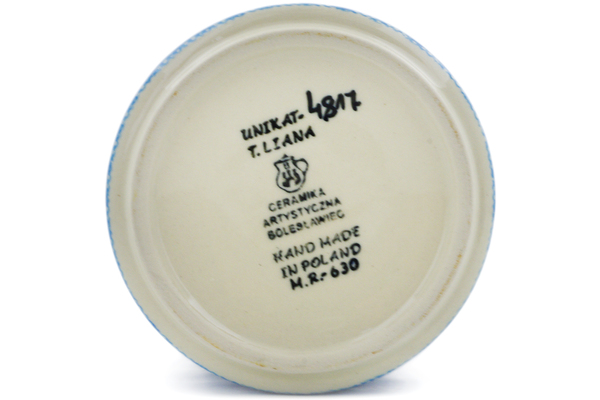 UNIKAT-4817
T. LIANA
CERAMIKA
ARTYSTYCZNA
BOLESŁAWIEC
HAND MADE
IN POLAND
M.R.-630